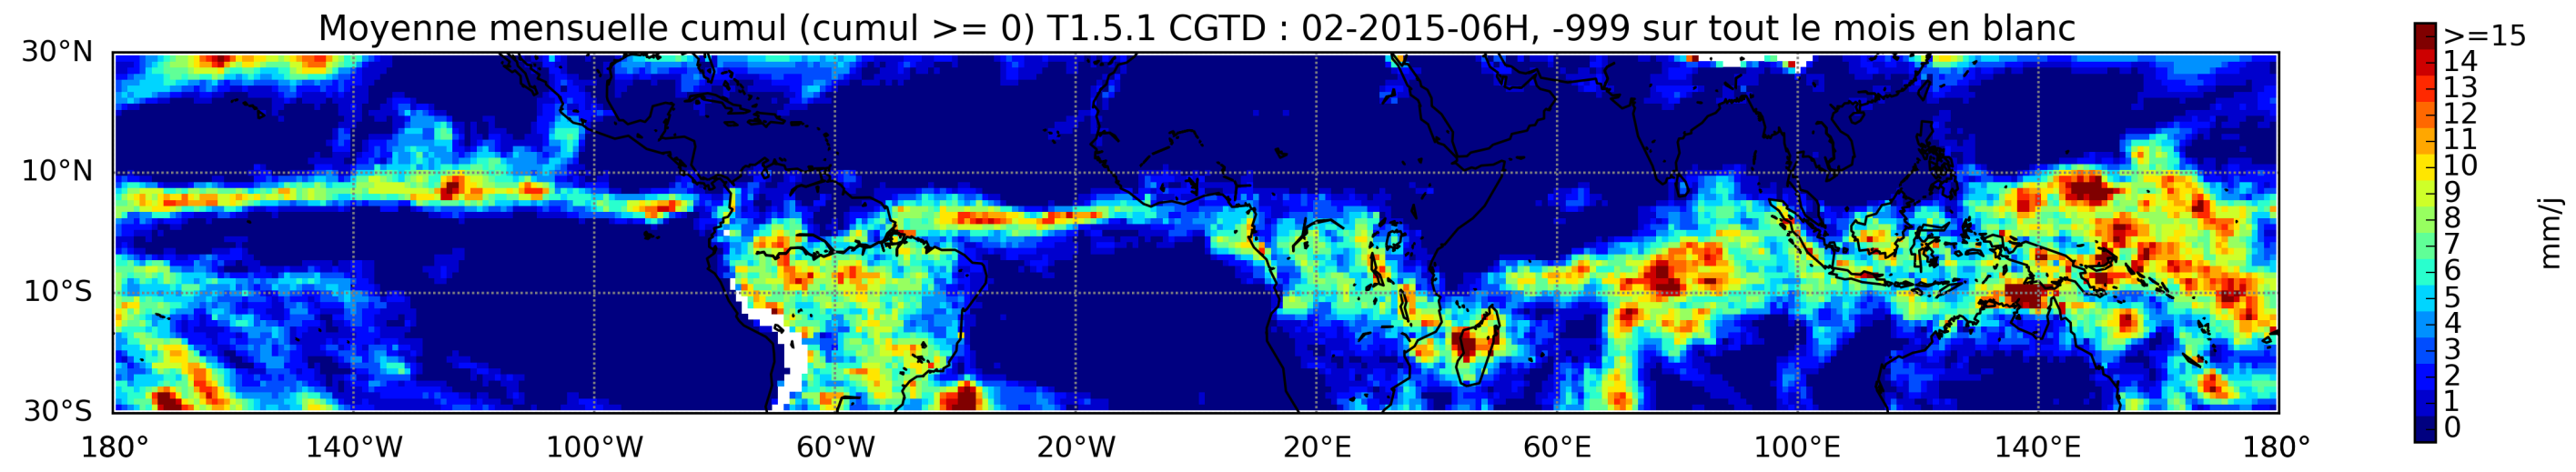 Moyenne mensuelle cumul (cumul >= 0) T1.5.1 CGTD : 02-2015-06H, -999 sur tout le mois en blanc
30°N
10°N
10°S
30°S
180° 140°W 100°W 60°W 20°W 20°E 60°E 100°E 140°E 180°
>=15
14
13
12
11
10
9
8
7
6
5
4
3
2
1
0
mm/j